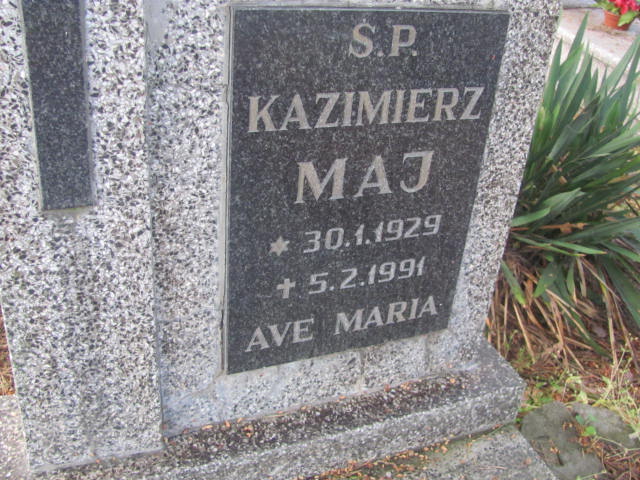 Ś.P.
KAZIMIERZ
MAJ
✶ 30.1.1929
✝ 5.2.1991
AVE MARIA